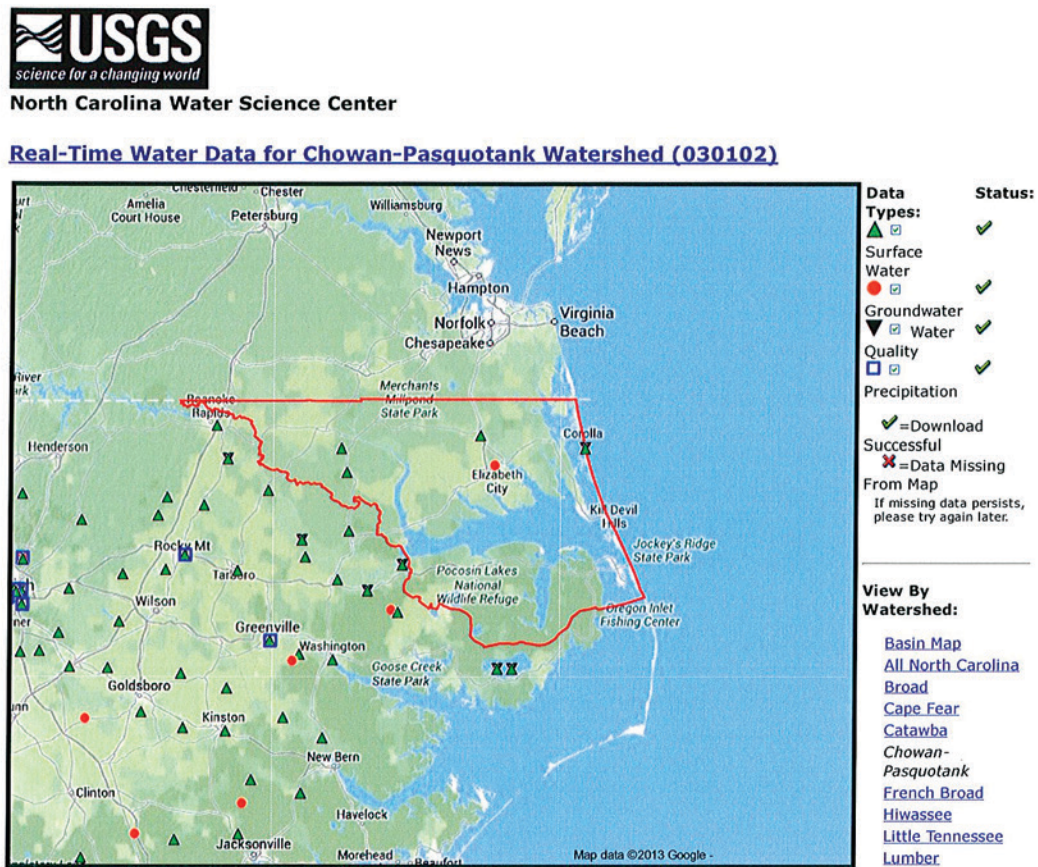 USGS
science for a changing world
North Carolina Water Science Center
Real-Time Water Data for Chowan-Pasquotank Watershed (030102)
Chesterfield
Chester
Amelia
Court House
Petersburg
Williamsburg
Newport
News
Hampton
Norfolk
Chesapeake
Virginia
Beach
River
Merchants
Millpond
State Park
Roanoke
Rapids
Henderson
Corolla
Elizabeth
City
Kill Devil
Hills
Jockey's Ridge
State Park
Rocky Mt
Tarboro
Pocosin Lakes
National
Wildlife Refuge
Wilson
Oregon Inlet
Fishing Center
Greenville
Washington
Goose Creek
State Park
Goldsboro
Kinston
New Bern
Clinton
Havelock
Jacksonville
Morehead
Beaufort
Map data ©2013 Google -
Data
Types:
Status:
Surface
Water
Groundwater
Water
Quality
Precipitation
=Download
Successful
=Data Missing
From Map
If missing data persists,
please try again later.
View By
Watershed:
Basin Map
All North Carolina
Broad
Cape Fear
Catawba
Chowan-
Pasquotank
French Broad
Hiwassee
Little Tennessee
Lumber